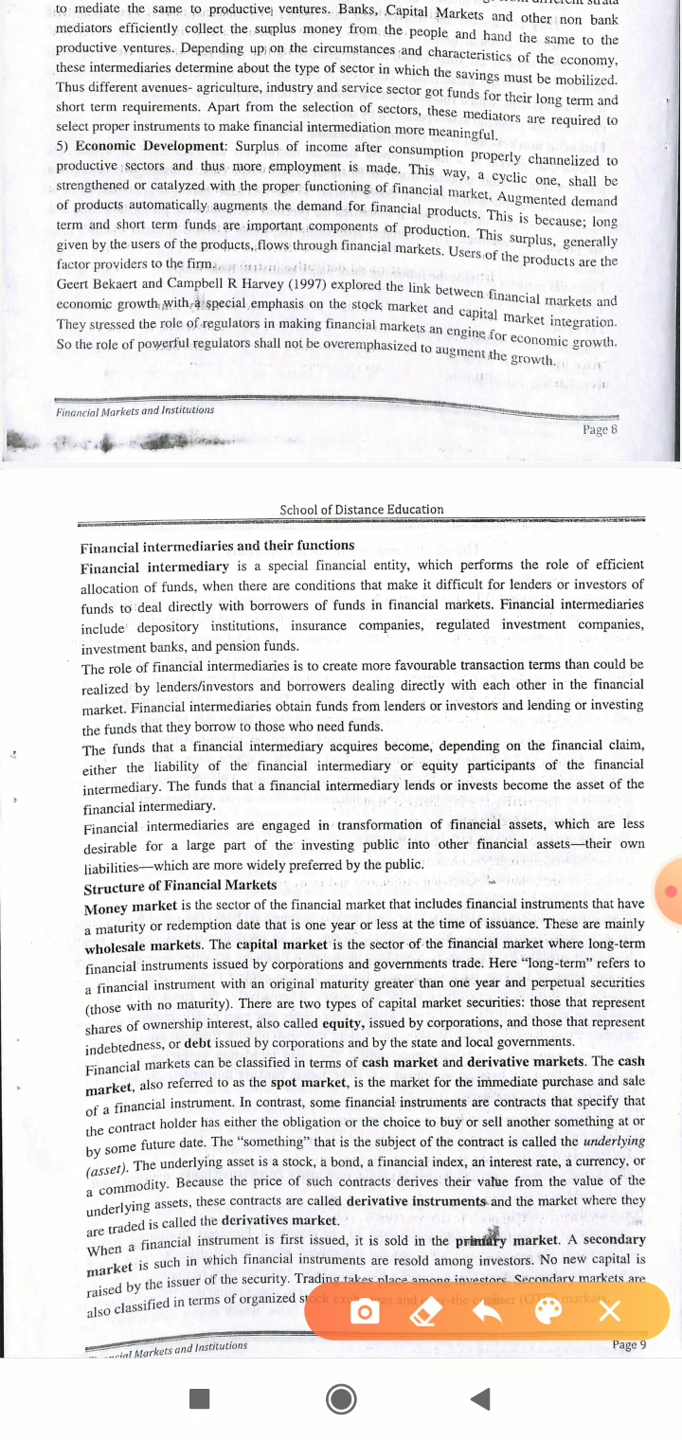 to mediate the same to productive ventures. Banks, Capital Markets and other non bank
mediators efficiently collect the surplus money from the people and hand the same to the
productive ventures. Depending upon the circumstances and characteristics of the economy,
these intermediaries determine about the type of sector in which the savings must be mobilized.
Thus different avenues- agriculture, industry and service sector got funds for their long term and
short term requirements. Apart from the selection of sectors, these mediators are required to
select proper instruments to make financial intermediation more meaningful.
5) Economic Development: Surplus of income after consumption properly channelized to
productive sectors and thus more employment is made. This way, a cyclic one, shall be
strengthened or catalyzed with the proper functioning of financial market. Augmented demand
of products automatically augments the demand for financial products. This is because; long
term and short term funds are important components of production. This surplus, generally
given by the users of the products, flows through financial markets. Users of the products are the
factor providers to the firm.
Geert Bekaert and Campbell R Harvey (1997) explored the link between financial markets and
economic growth with a special emphasis on the stock market and capital market integration.
They stressed the role of regulators in making financial markets an engine for economic growth.
So the role of powerful regulators shall not be overemphasized to augment the growth.
Financial Markets and Institutions
Page 8
School of Distance Education
Financial intermediaries and their functions
Financial intermediary is a special financial entity, which performs the role of efficient
allocation of funds, when there are conditions that make it difficult for lenders or investors of
funds to deal directly with borrowers of funds in financial markets. Financial intermediaries
include depository institutions, insurance companies, regulated investment companies,
investment banks, and pension funds.
The role of financial intermediaries is to create more favourable transaction terms than could be
realized by lenders/investors and borrowers dealing directly with each other in the financial
market. Financial intermediaries obtain funds from lenders or investors and lending or investing
the funds that they borrow to those who need funds.
The funds that a financial intermediary acquires become, depending on the financial claim,
either the liability of the financial intermediary or equity participants of the financial
intermediary. The funds that a financial intermediary lends or invests become the asset of the
financial intermediary.
Financial intermediaries are engaged in transformation of financial assets, which are less
desirable for a large part of the investing public into other financial assets—their own
liabilities—which are more widely preferred by the public.
Structure of Financial Markets
Money market is the sector of the financial market that includes financial instruments that have
a maturity or redemption date that is one year or less at the time of issuance. These are mainly
wholesale markets. The capital market is the sector of the financial market where long-term
financial instruments issued by corporations and governments trade. Here “long-term” refers to
a financial instrument with an original maturity greater than one year and perpetual securities
(those with no maturity). There are two types of capital market securities: those that represent
shares of ownership interest, also called equity, issued by corporations, and those that represent
indebtedness, or debt issued by corporations and by the state and local governments.
Financial markets can be classified in terms of cash market and derivative markets. The cash
market, also referred to as the spot market, is the market for the immediate purchase and sale
of a financial instrument. In contrast, some financial instruments are contracts that specify that
the contract holder has either the obligation or the choice to buy or sell another something at or
by some future date. The “something” that is the subject of the contract is called the underlying
(asset). The underlying asset is a stock, a bond, a financial index, an interest rate, a currency, or
a commodity. Because the price of such contracts derives their value from the value of the
underlying assets, these contracts are called derivative instruments and the market where they
are traded is called the derivatives market.
When a financial instrument is first issued, it is sold in the primary market. A secondary
market is such in which financial instruments are resold among investors. No new capital is
raised by the issuer of the security. Trading takes place among investors. Secondary markets are
also classified in terms of organized stock exchanges and over-the counter (OTC) markets.
Markets and Institutions
Page 9